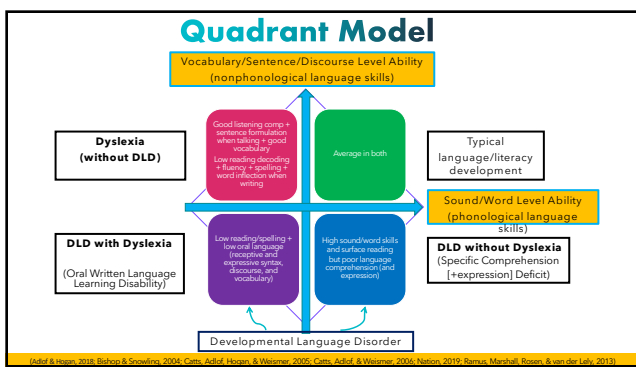 Quadrant Model
Vocabulary/Sentence/Discourse Level Ability
(nonphonological language skills)
Dyslexia
(without DLD)
Good listening comp +
sentence formulation
when talking + good
vocabulary
Low reading decoding
+ fluency + spelling +
word inflection when
writing
Average in both
Typical
language/literacy
development
Sound/Word Level Ability
(phonological language
skills)
DLD with Dyslexia
(Oral Written Language
Learning Disability)
Low reading/spelling +
low oral language
(receptive and
expressive syntax,
discourse, and
vocabulary)
High sound/word skills
and surface reading
but poor language
comprehension (and
expression)
DLD without Dyslexia
(Specific Comprehension
[+expression] Deficit)
Developmental Language Disorder
(Adlof & Hogan, 2018; Bishop & Snowling, 2004; Catts, Adlof, Hogan, & Weismer, 2005; Catts, Adlof, & Weismer, 2006; Nation, 2019; Ramus, Marshall, Rosen, & van der Lely, 2013)